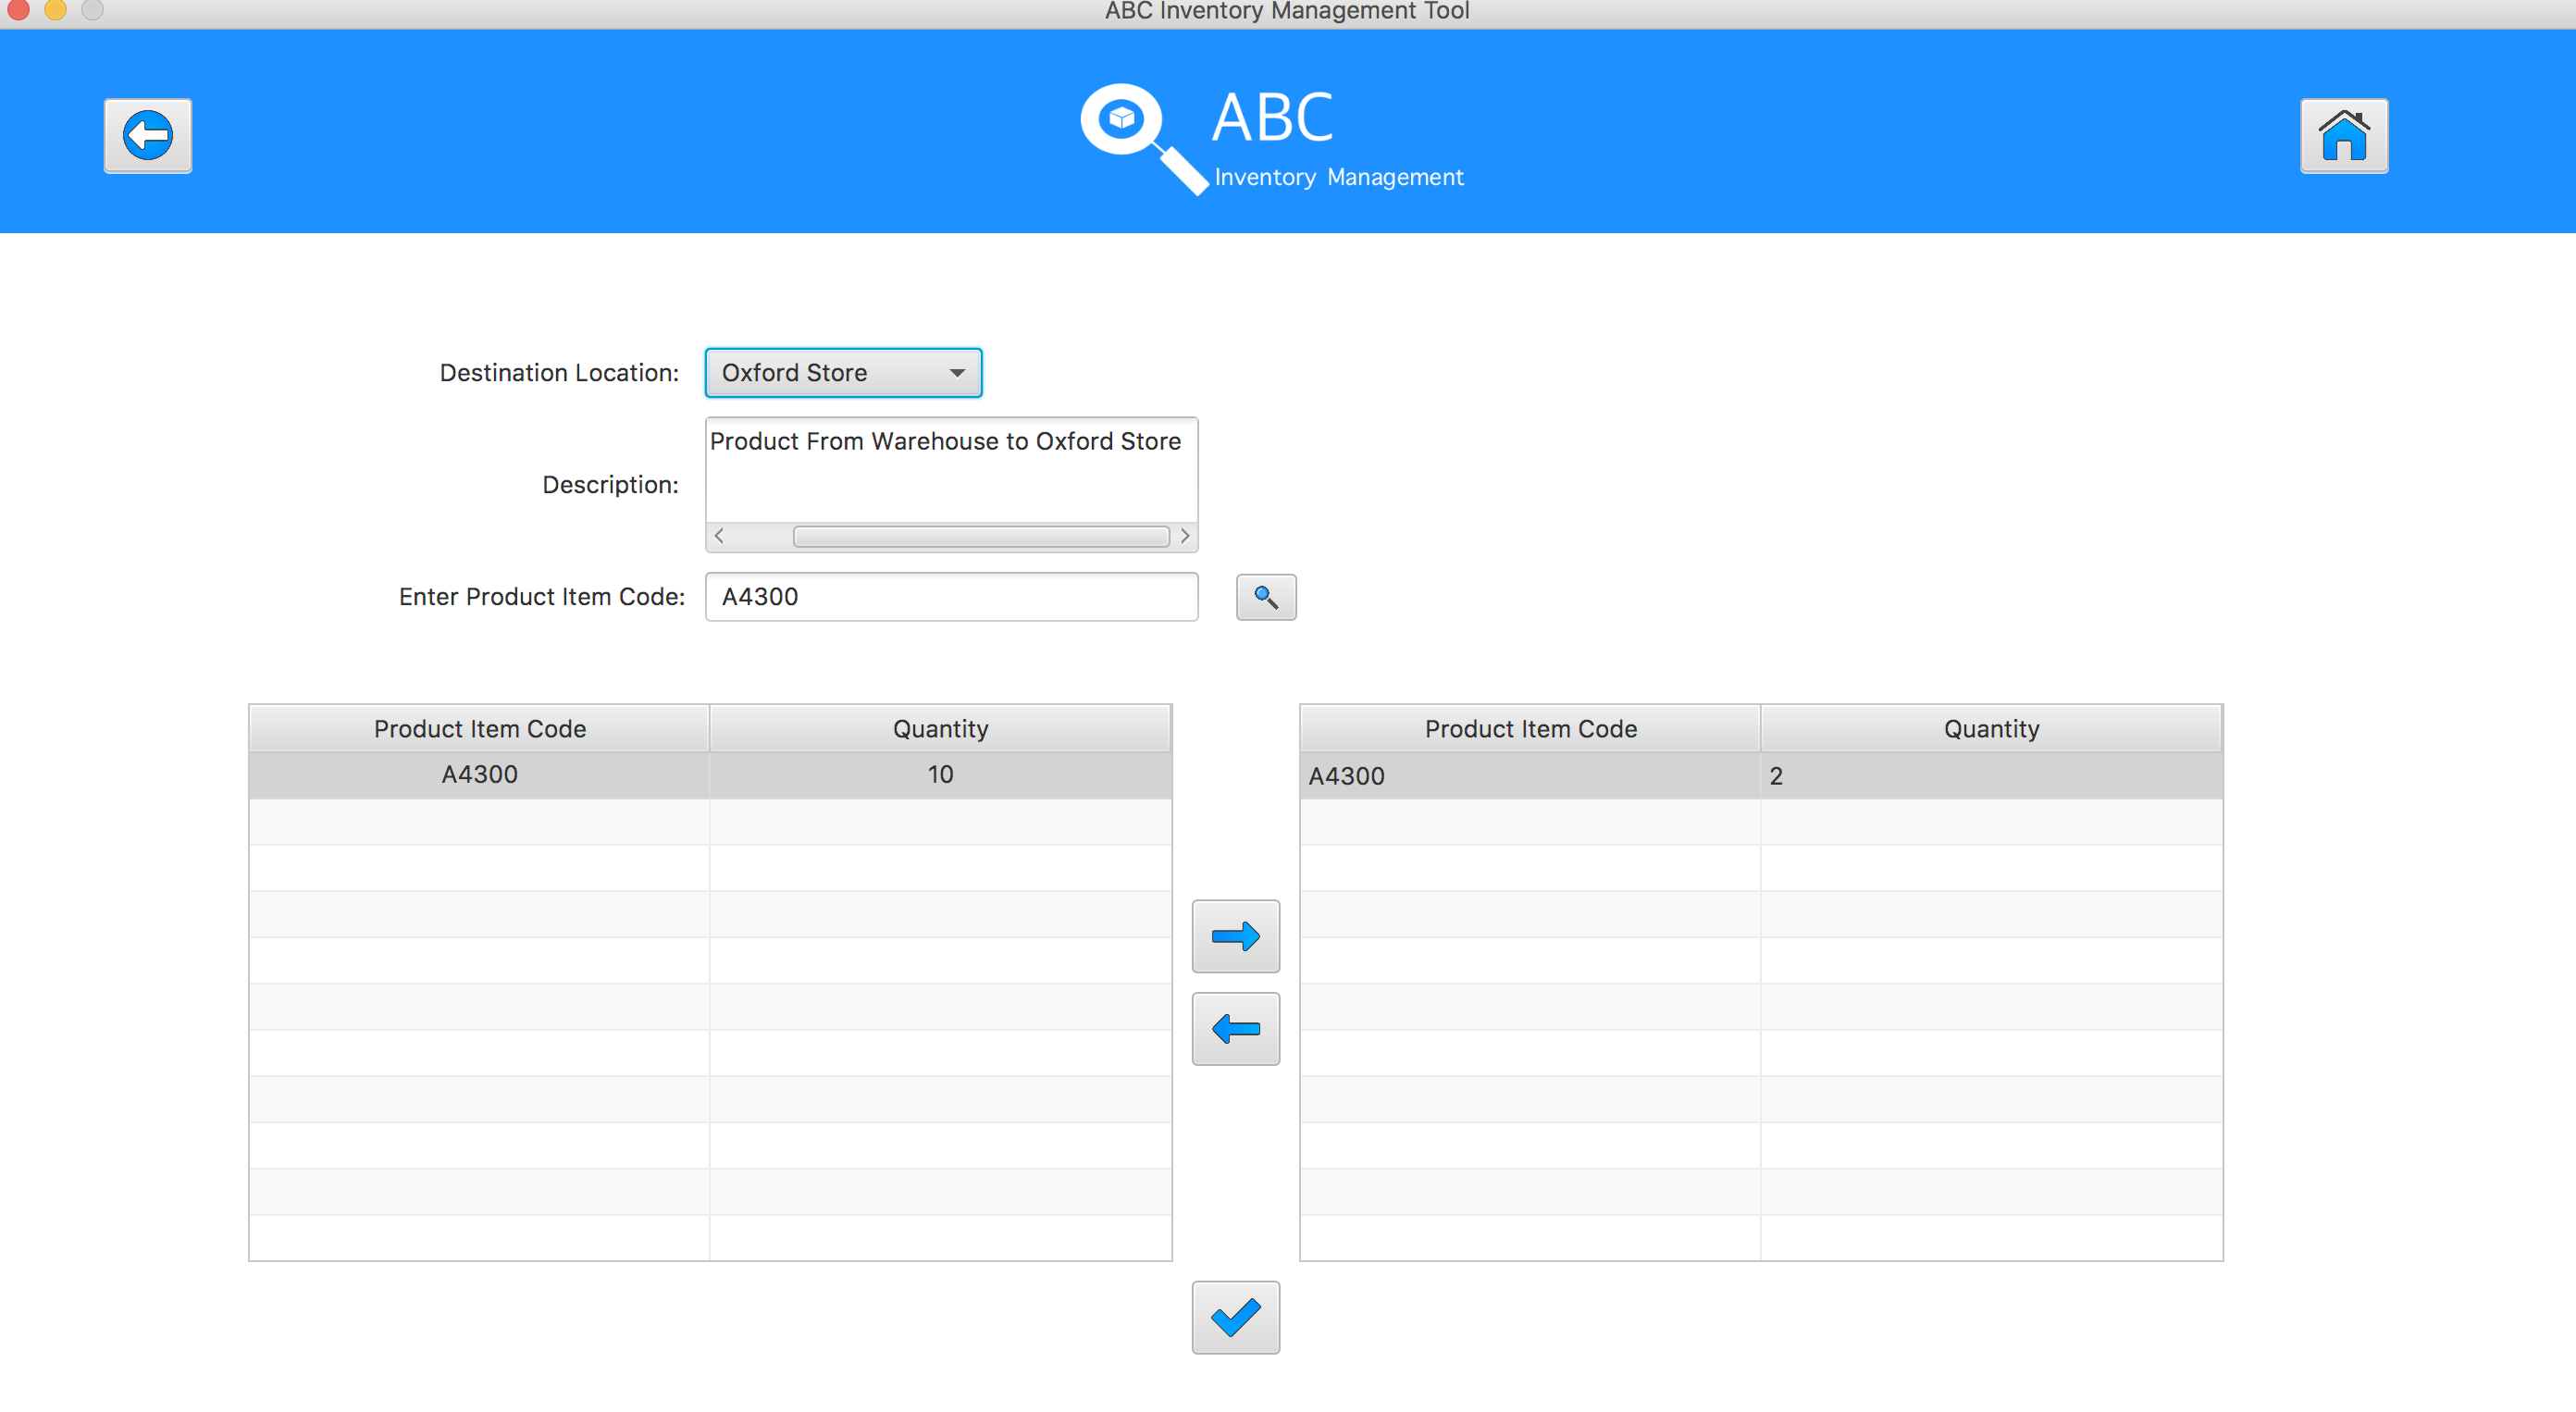 ABC Inventory Management Tool
ABC
Inventory Management
Destination Location: Oxford Store
Product From Warehouse to Oxford Store
Description:
Enter Product Item Code: A4300
Product Item Code Quantity Product Item Code Quantity
A4300 10 A4300 2